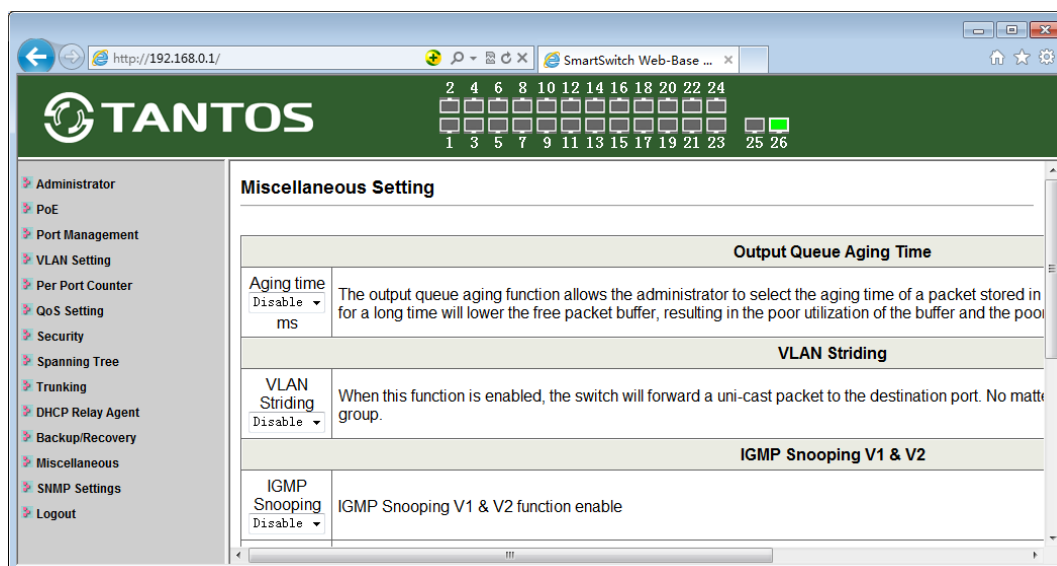 http://192.168.0.1/
SmartSwitch Web-Base ...
TANTOS
2 4 6 8 10 12 14 16 18 20 22 24
1 3 5 7 9 11 13 15 17 19 21 23 25 26
Administrator
PoE
Port Management
VLAN Setting
Per Port Counter
QoS Setting
Security
Spanning Tree
Trunking
DHCP Relay Agent
Backup/Recovery
Miscellaneous
SNMP Settings
Logout
Miscellaneous Setting
Output Queue Aging Time
Aging time
Disable
ms
The output queue aging function allows the administrator to select the aging time of a packet stored in
for a long time will lower the free packet buffer, resulting in the poor utilization of the buffer and the poor
VLAN Striding
VLAN
Striding
Disable
When this function is enabled, the switch will forward a uni-cast packet to the destination port. No matte
group.
IGMP Snooping V1 & V2
IGMP
Snooping
Disable
IGMP Snooping V1 & V2 function enable